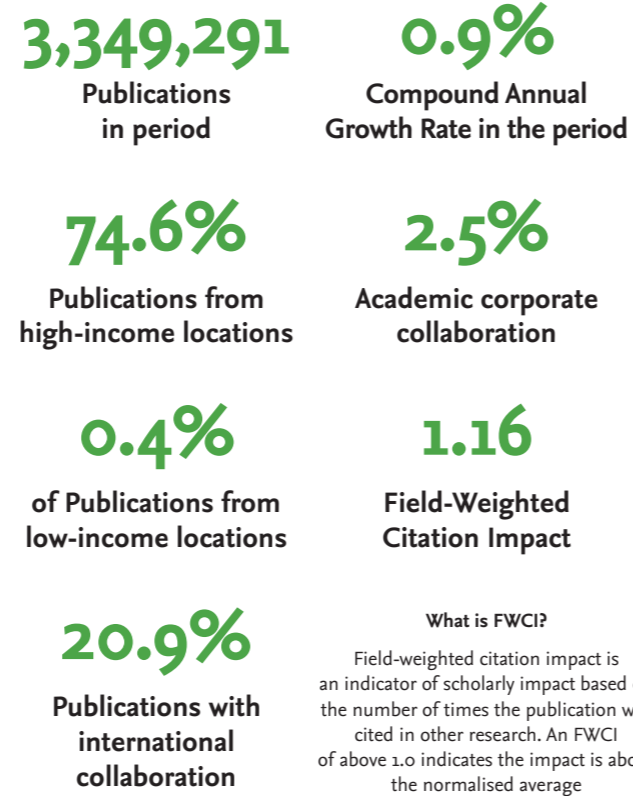 3,349,291
Publications
in period
0.9%
Compound Annual
Growth Rate in the period
74.6%
Publications from
high-income locations
2.5%
Academic corporate
collaboration
0.4%
of Publications from
low-income locations
1.16
Field-Weighted
Citation Impact
20.9%
Publications with
international
collaboration
What is FWCI?
Field-weighted citation impact is
an indicator of scholarly impact based
the number of times the publication
cited in other research. An FWCI
of above 1.0 indicates the impact is
the normalised average